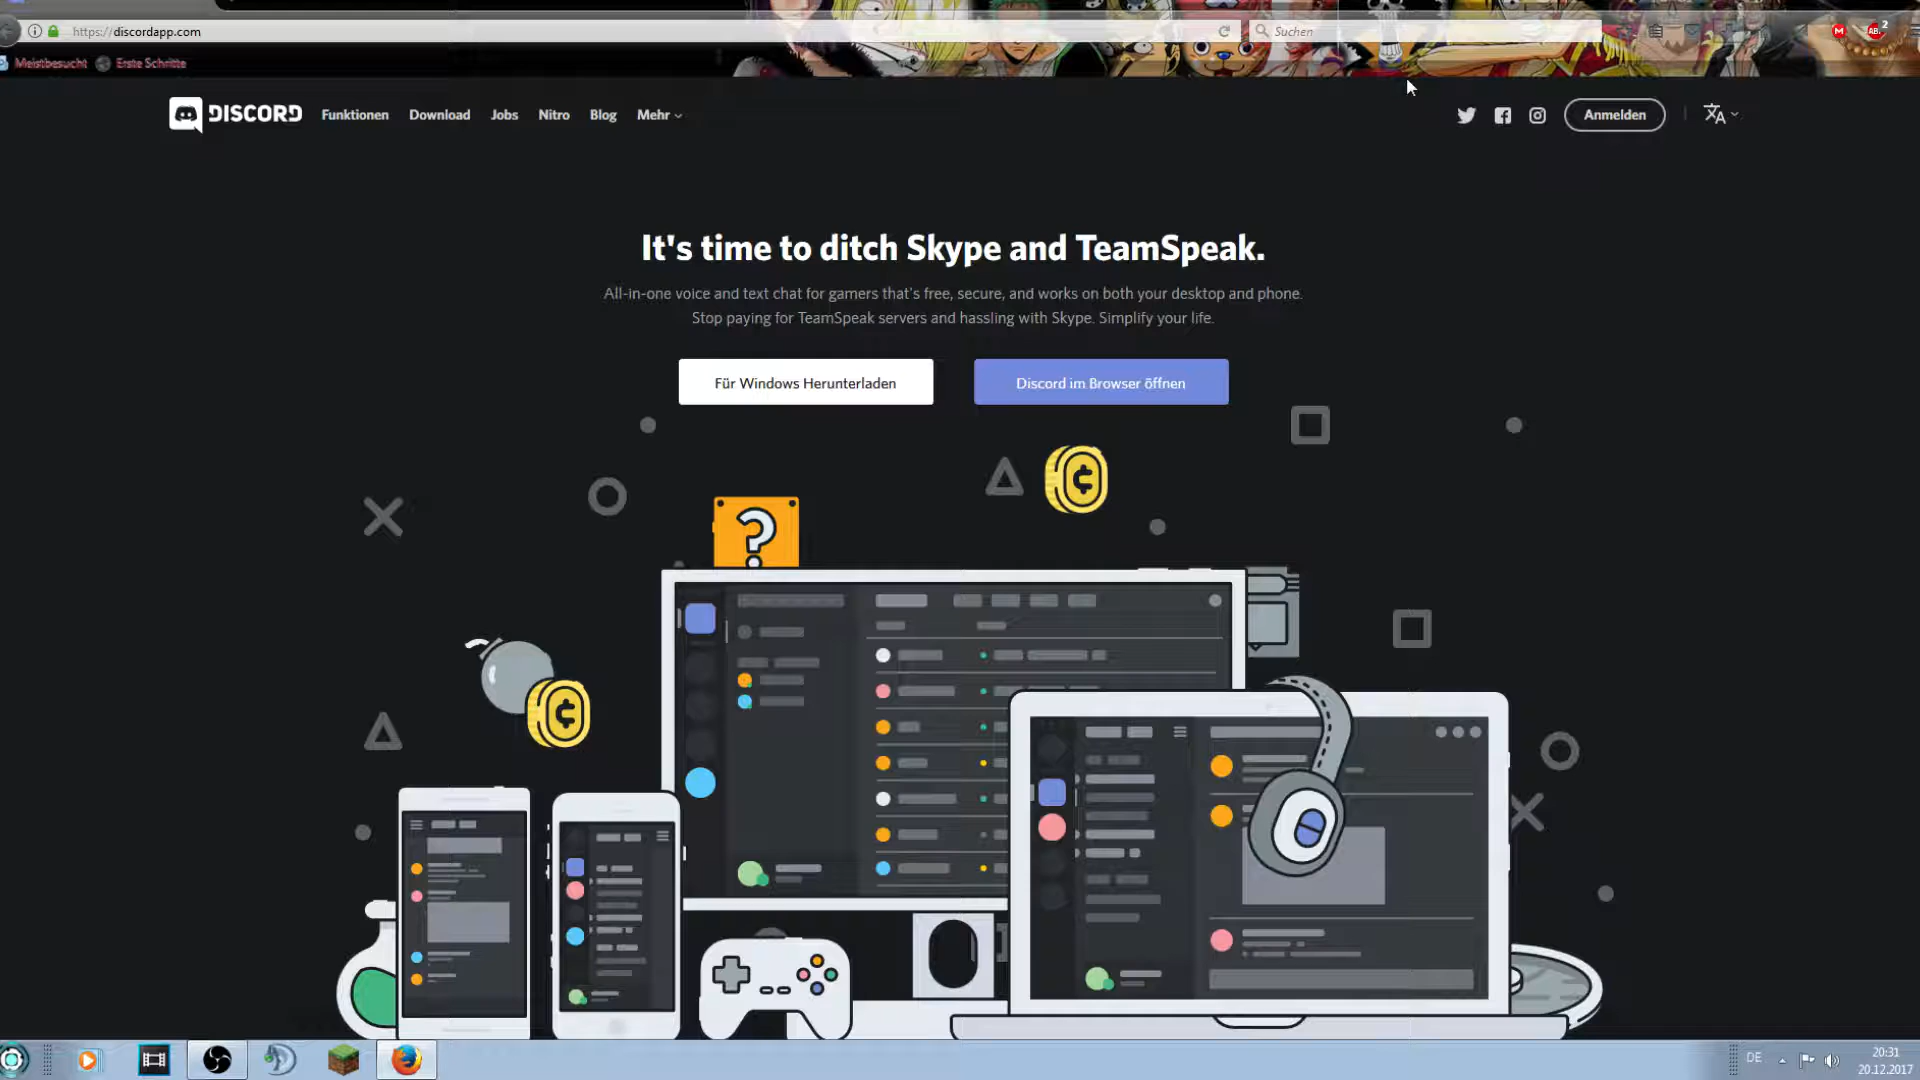 https://discordapp.com
Suchen
ABP
2
Meistbesucht
Erste Schritte
DISCORD
Funktionen
Download
Jobs
Nitro
Blog
Mehr
Anmelden
It's time to ditch Skype and TeamSpeak.
All-in-one voice and text chat for gamers that's free, secure, and works on both your desktop and phone.
Stop paying for TeamSpeak servers and hassling with Skype. Simplify your life.
Für Windows Herunterladen
Discord im Browser öffnen
DE
20:31
20.12.2017